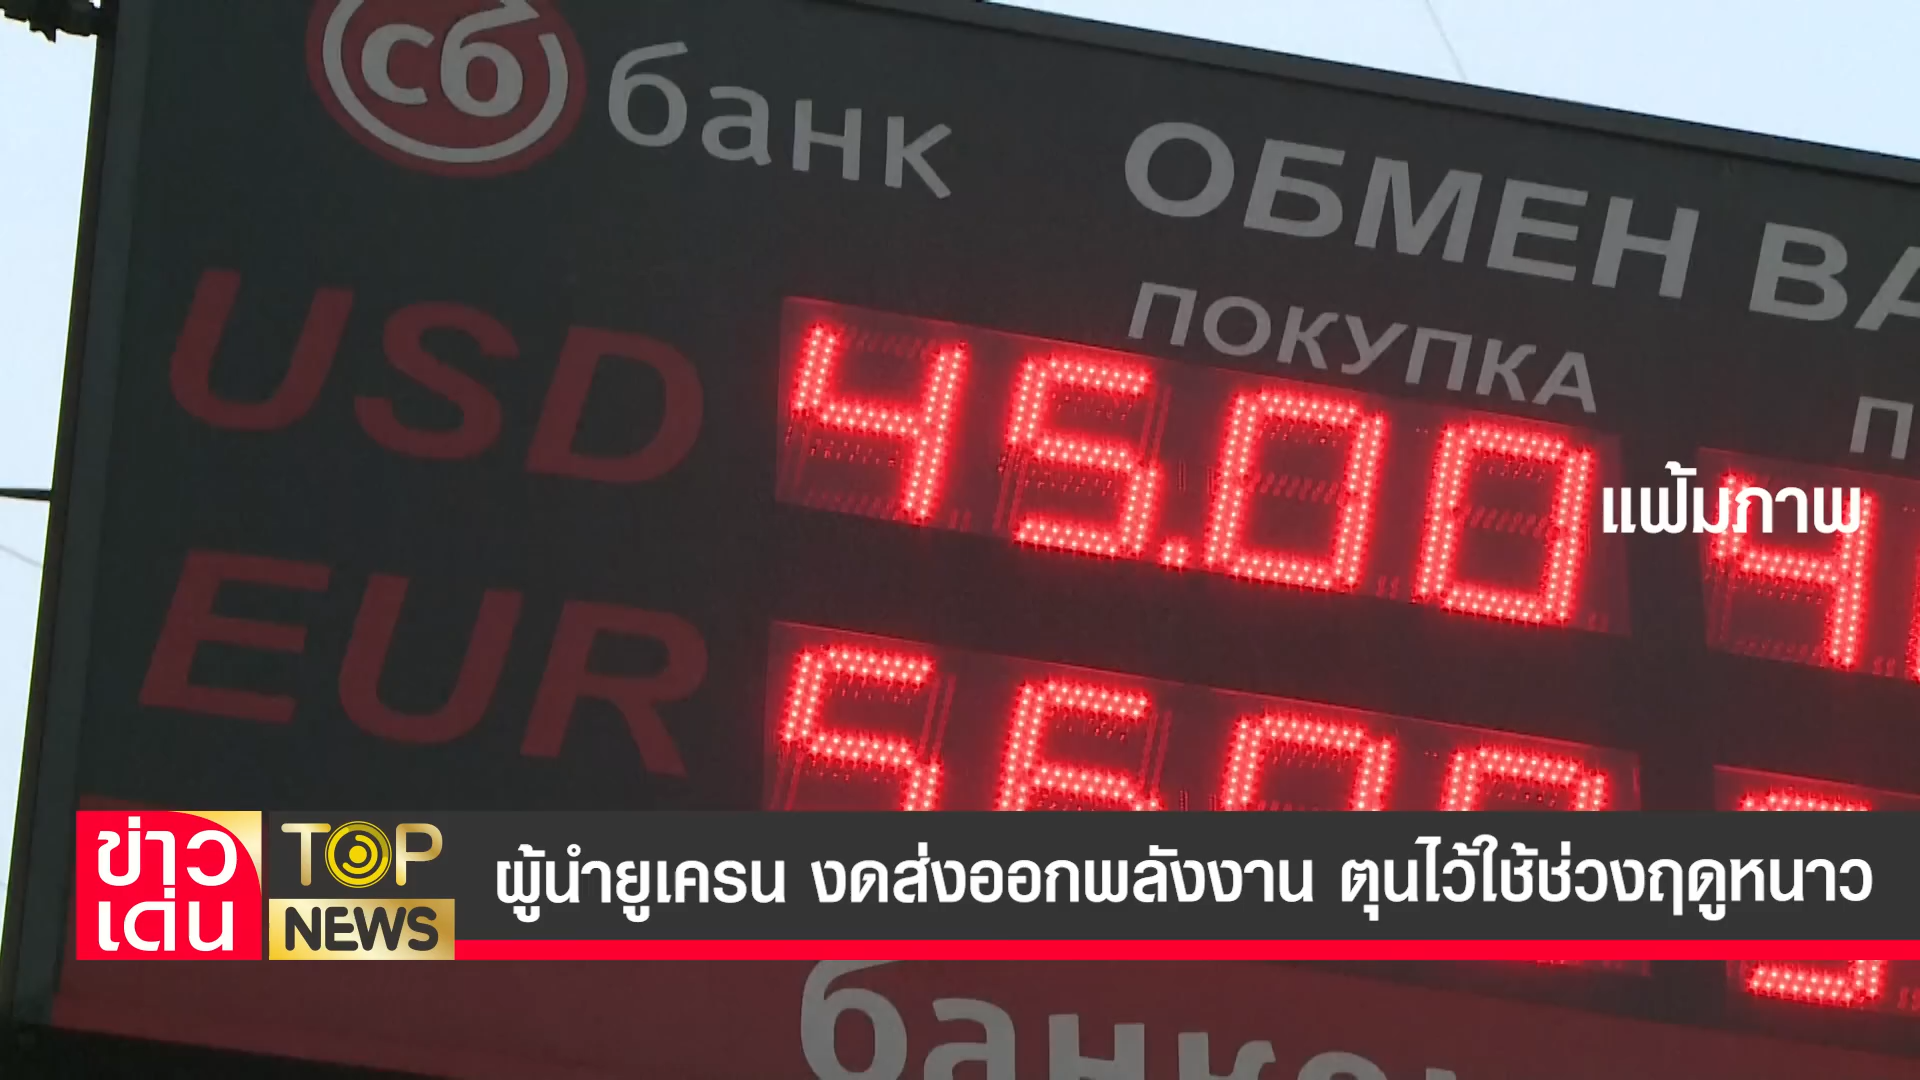 сб банк
ОБМЕН ВА
ПОКУПКА
USD 45.00
แฟ้มภาพ
EUR 56.00
ข่าวเด่น
TOP NEWS
ผู้นำยูเครน งดส่งออกพลังงาน ตุนไว้ใช้ช่วงฤดูหนาว